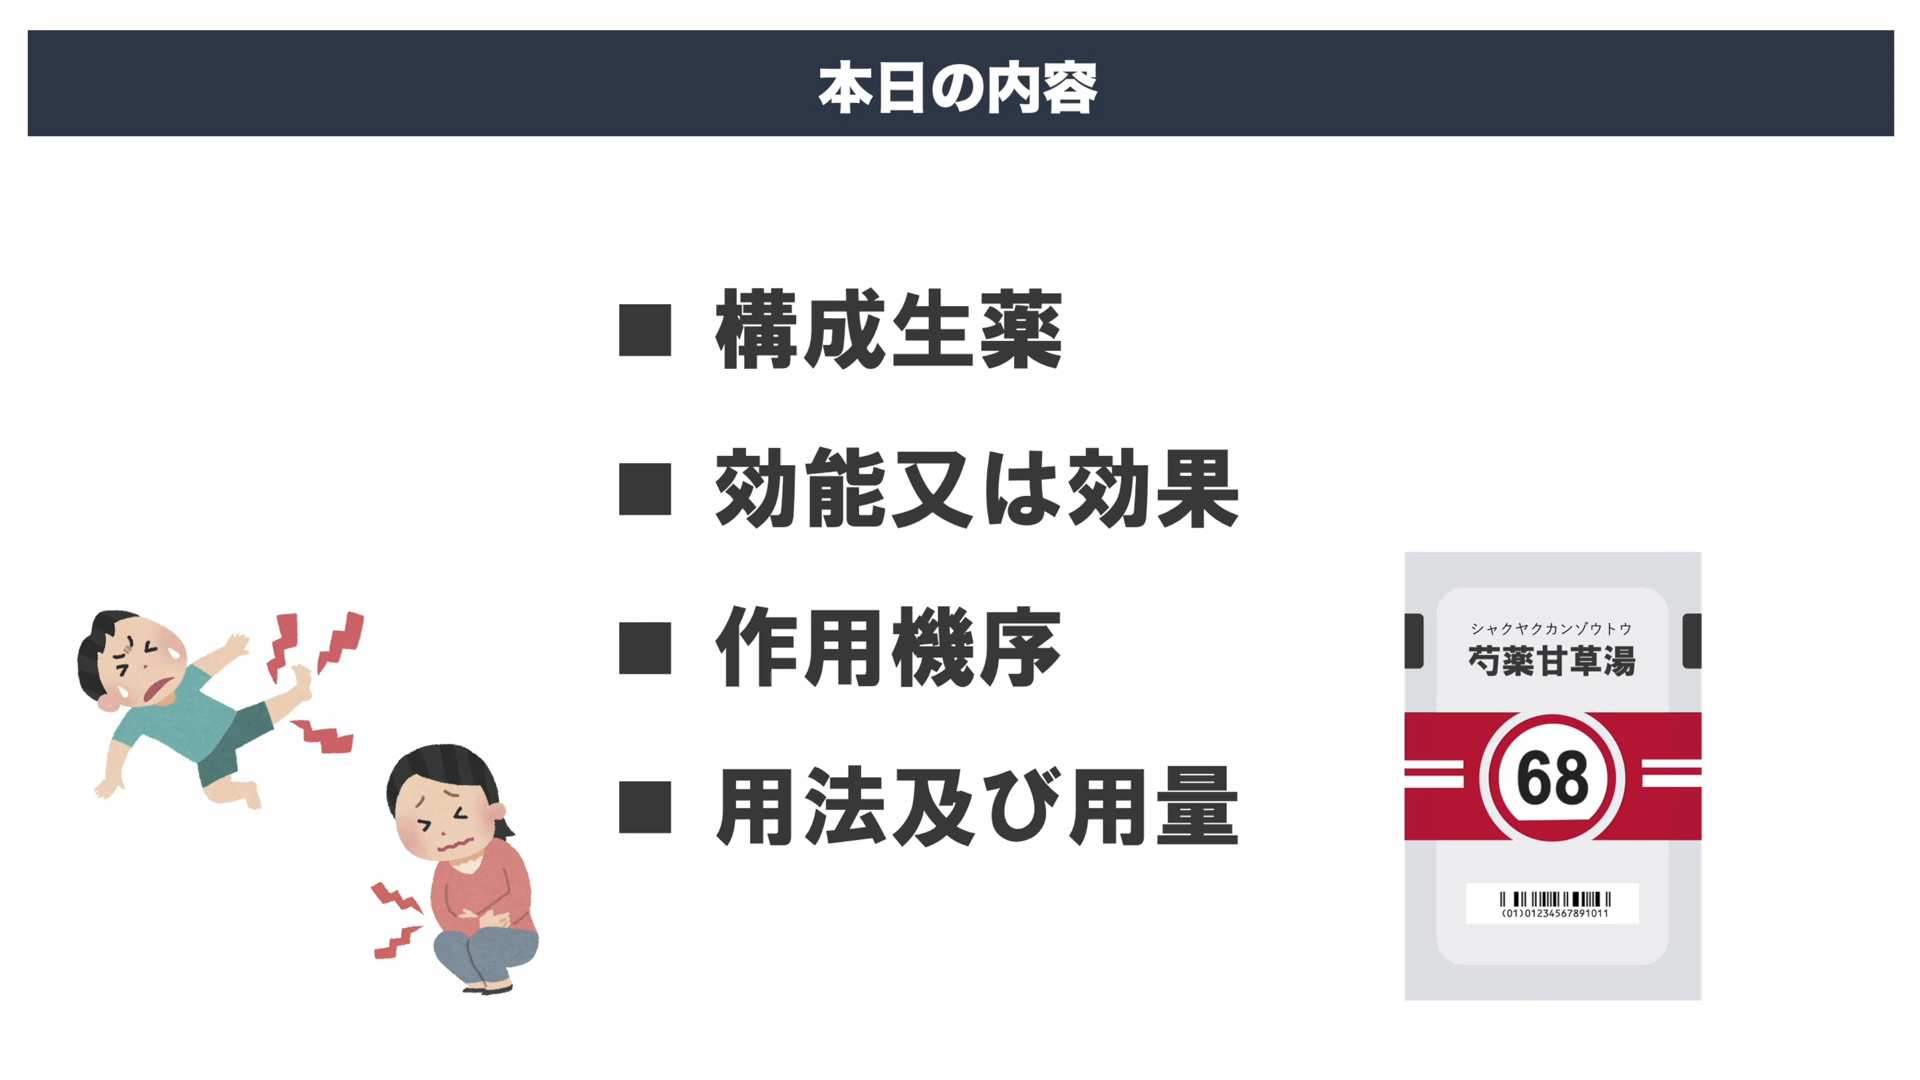 本日の内容
■ 構成生薬
■ 効能又は効果
■ 作用機序
■ 用法及び用量
シャクヤクカンゾウトウ
芍薬甘草湯
68
(01)01234567891011